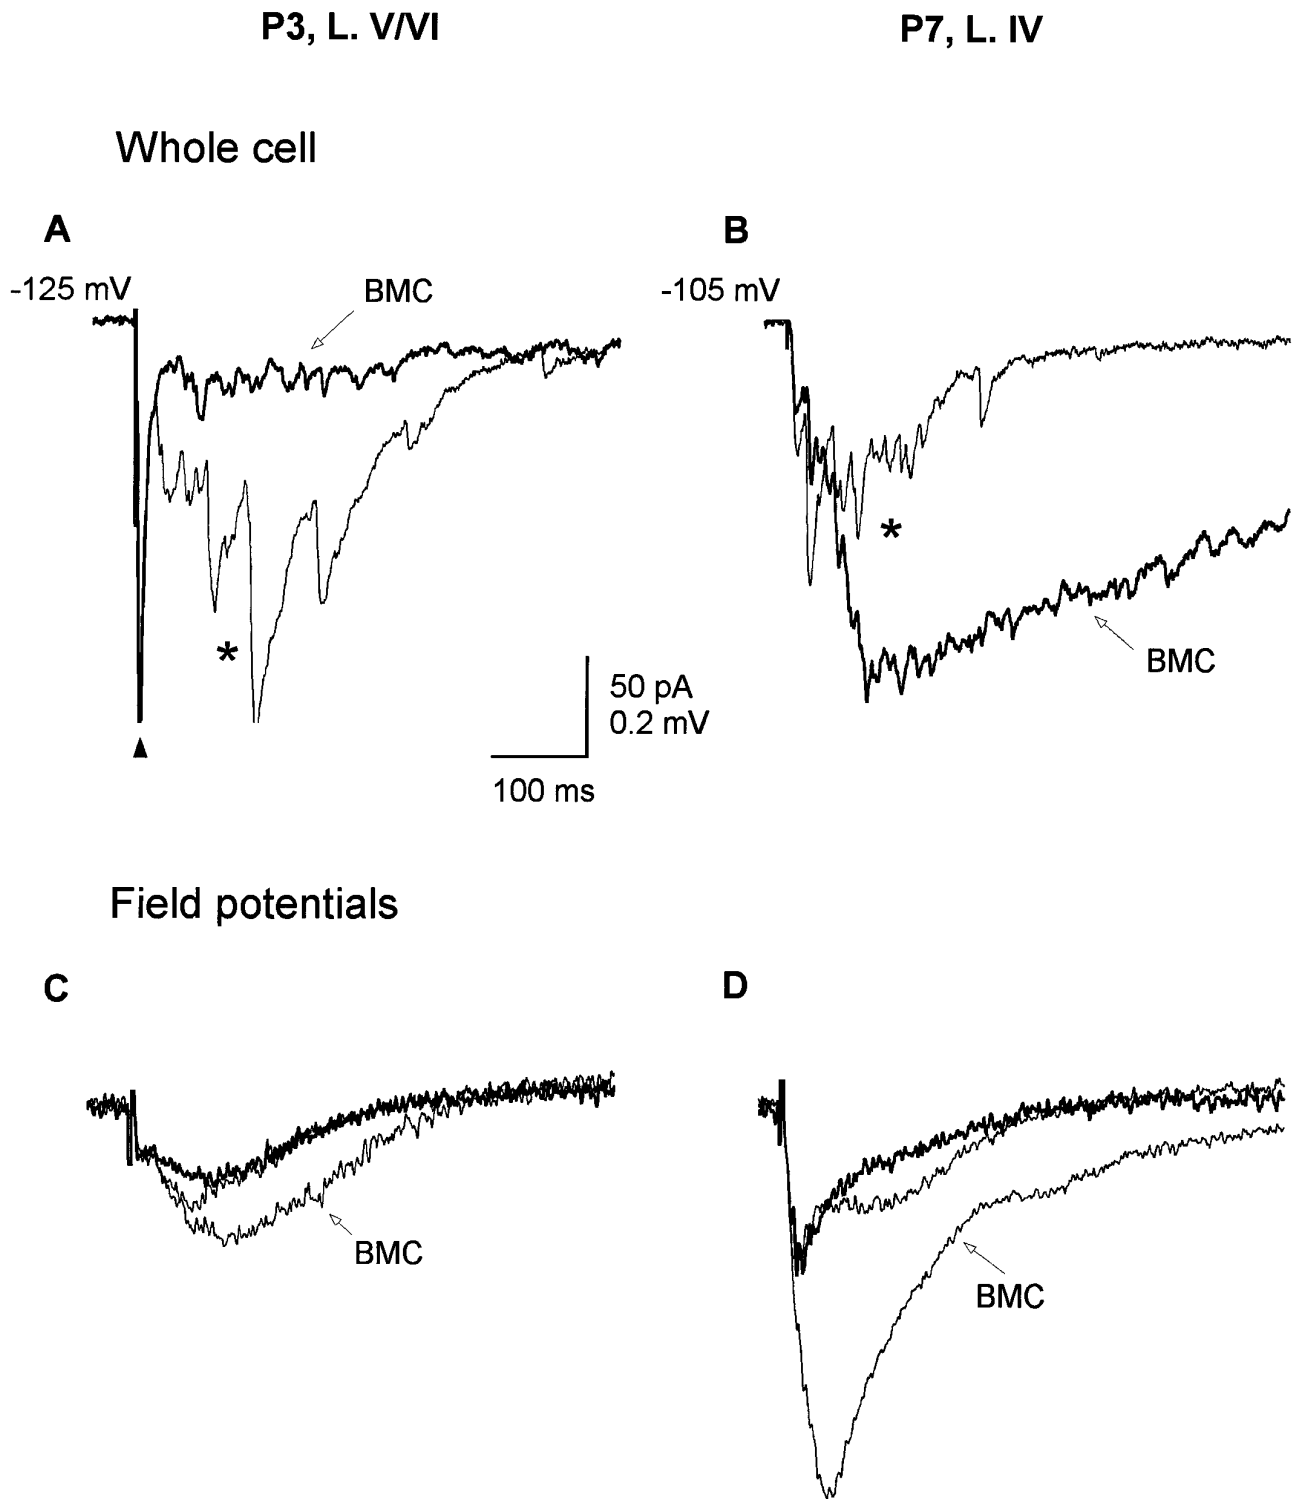 P3, L. V/VI
P7, L. IV
Whole cell
A
B
-125 mV
BMC
-105 mV
*
*
BMC
50 pA
0.2 mV
100 ms
Field potentials
C
D
BMC
BMC